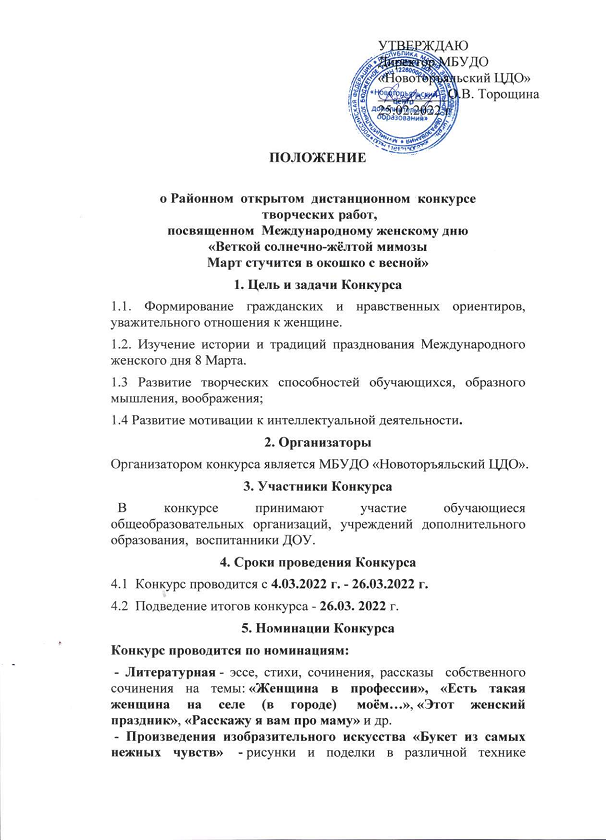 УТВЕРЖДАЮ
Директор МБУДО
«Новоторъяльский ЦДО»
О.В. Торощина
25.02.2022 г
«Новоторъяльский
центр
дополнительного
образования»
ПОЛОЖЕНИЕ
о Районном открытом дистанционном конкурсе
творческих работ,
посвященном Международному женскому дню
«Веткой солнечно-жёлтой мимозы
Март стучится в окошко с весной»
1. Цель и задачи Конкурса
1.1. Формирование гражданских и нравственных ориентиров,
уважительного отношения к женщине.
1.2. Изучение истории и традиций празднования Международного
женского дня 8 Марта.
1.3 Развитие творческих способностей обучающихся, образного
мышления, воображения;
1.4 Развитие мотивации к интеллектуальной деятельности.
2. Организаторы
Организатором конкурса является МБУДО «Новоторъяльский ЦДО».
3. Участники Конкурса
В конкурсе принимают участие обучающиеся
общеобразовательных организаций, учреждений дополнительного
образования, воспитанники ДОУ.
4. Сроки проведения Конкурса
4.1 Конкурс проводится с 4.03.2022 г. - 26.03.2022 г.
4.2 Подведение итогов конкурса - 26.03. 2022 г.
5. Номинации Конкурса
Конкурс проводится по номинациям:
- Литературная - эссе, стихи, сочинения, рассказы собственного
сочинения на темы: «Женщина в профессии», «Есть такая
женщина на селе (в городе) моём…», «Этот женский
праздник», «Расскажу я вам про маму» и др.
- Произведения изобразительного искусства «Букет из самых
нежных чувств» - рисунки и поделки в различной технике